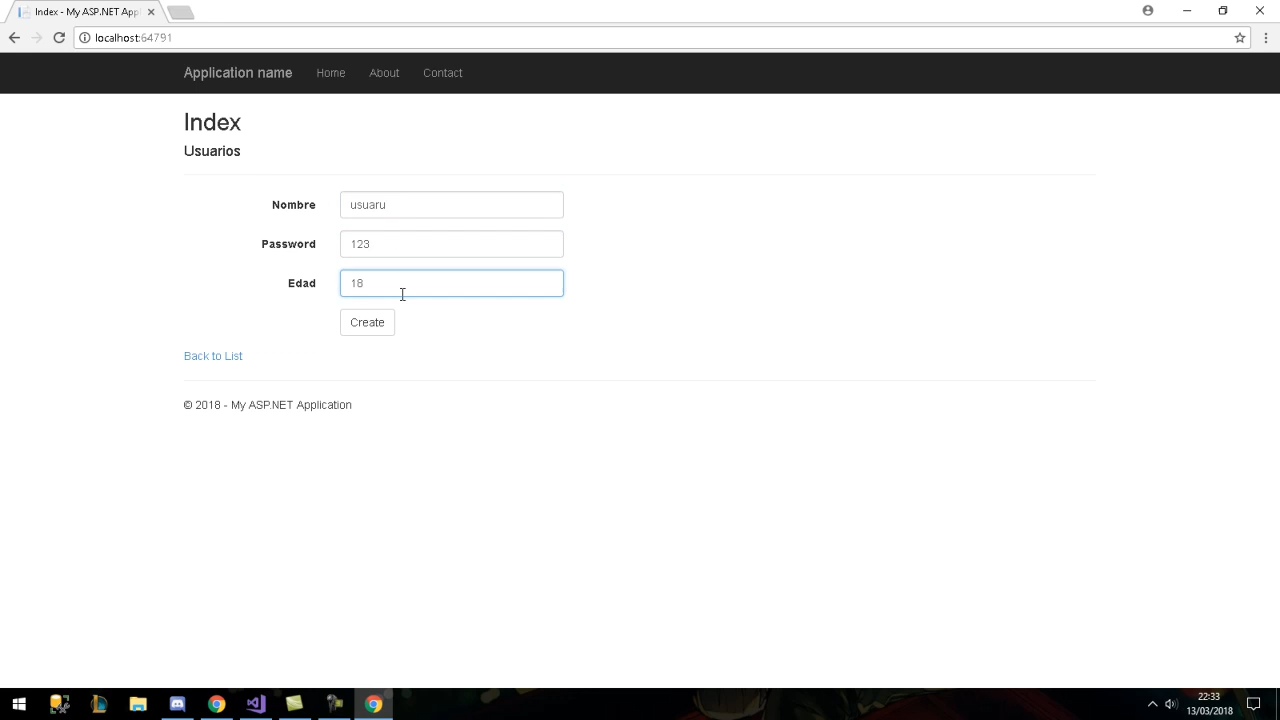 Index - My ASP.NET Appl
localhost:64791
Application name Home About Contact
Index
Usuarios
Nombre usuaru
Password 123
Edad 18
Create
Back to List
© 2018 - My ASP.NET Application
22:33
13/03/2018